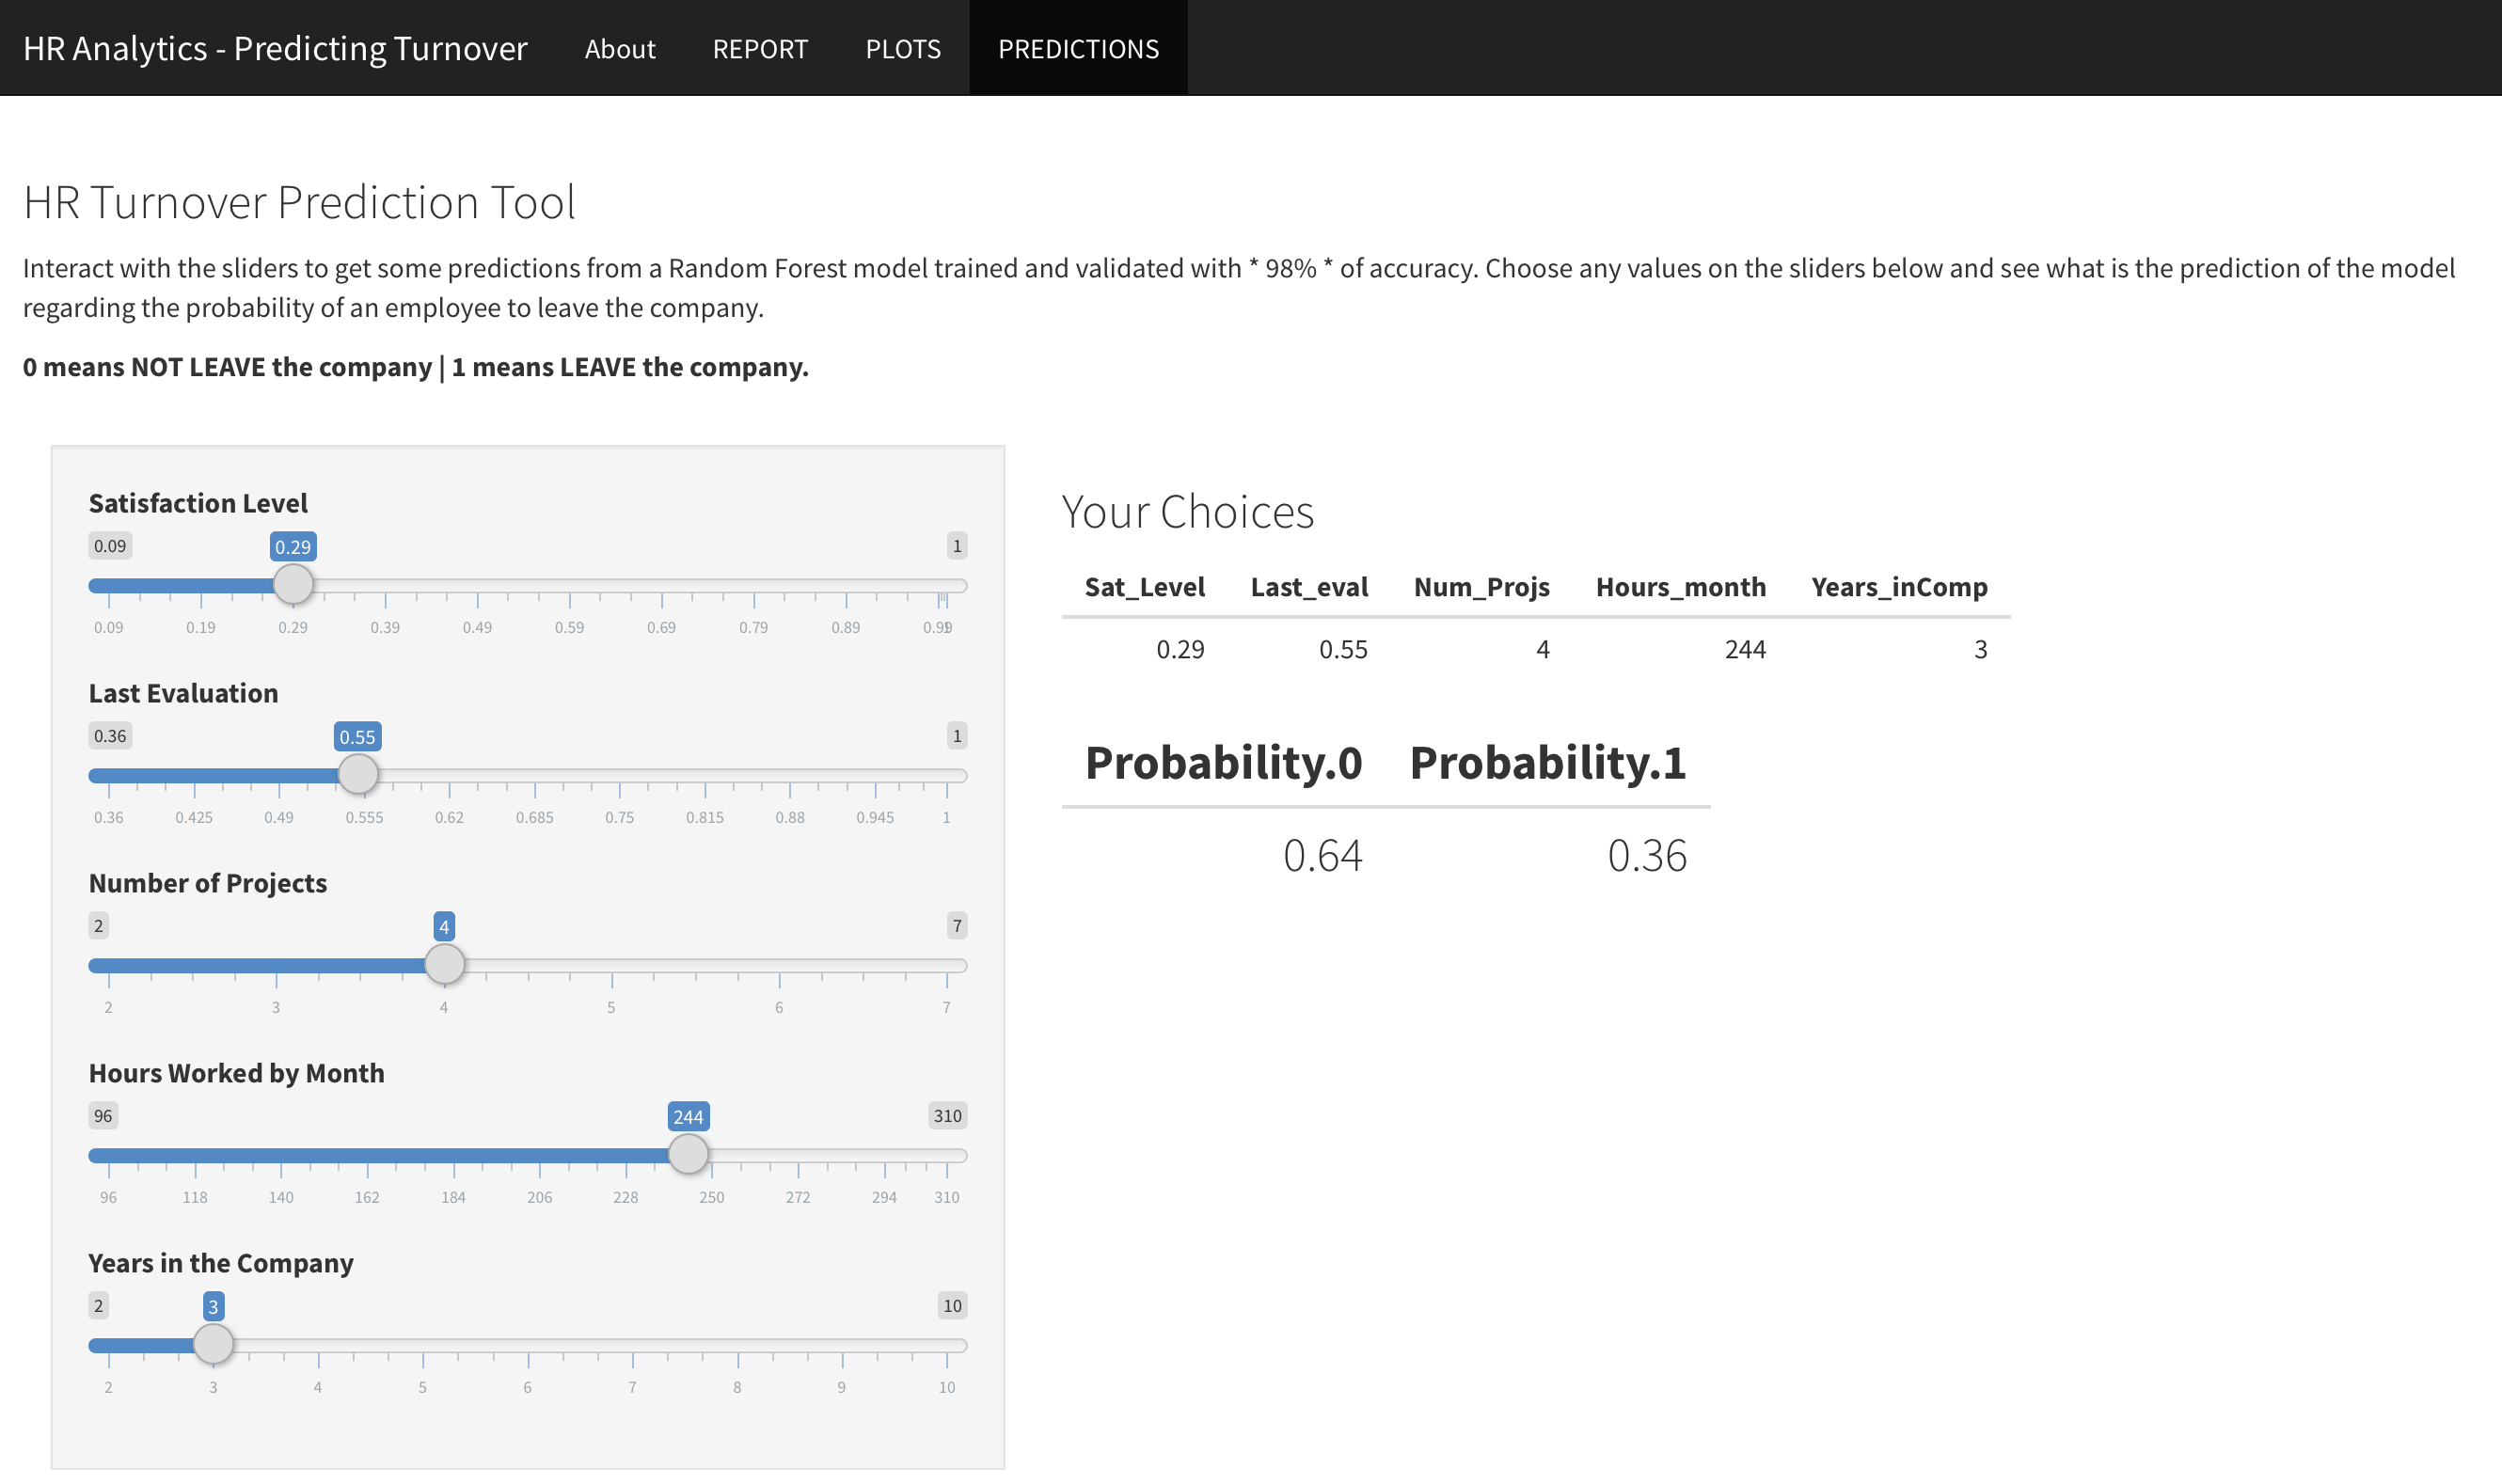 HR Analytics - Predicting Turnover About REPORT PLOTS PREDICTIONS
HR Turnover Prediction Tool
Interact with the sliders to get some predictions from a Random Forest model trained and validated with * 98% * of accuracy. Choose any values on the sliders below and see what is the prediction of the model
regarding the probability of an employee to leave the company.
0 means NOT LEAVE the company | 1 means LEAVE the company.
Satisfaction Level
0.09 0.29 1
0.09 0.19 0.29 0.39 0.49 0.59 0.69 0.79 0.89
Last Evaluation
0.36 0.55 1
0.36 0.425 0.49 0.555 0.62 0.685 0.75 0.815 0.88 0.945 1
Number of Projects
2 4 7
2 3 4 5 6 7
Hours Worked by Month
96 244 310
96 118 140 162 184 206 228 250 272 294 310
Years in the Company
2 3 10
2 3 4 5 6 7 8 9 10
Your Choices
Sat_Level Last_eval Num_Projs Hours_month Years_inComp
0.29 0.55 4 244 3
Probability.0 Probability.1
0.64 0.36